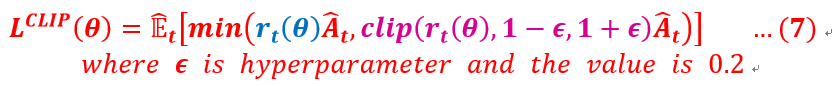 L^{CLIP}(θ) = 𝔼̂_t[min(r_t(θ)Â_t, clip(r_t(θ), 1 − ϵ, 1 + ϵ)Â_t)] … (7)
where ϵ is hyperparameter and the value is 0.2